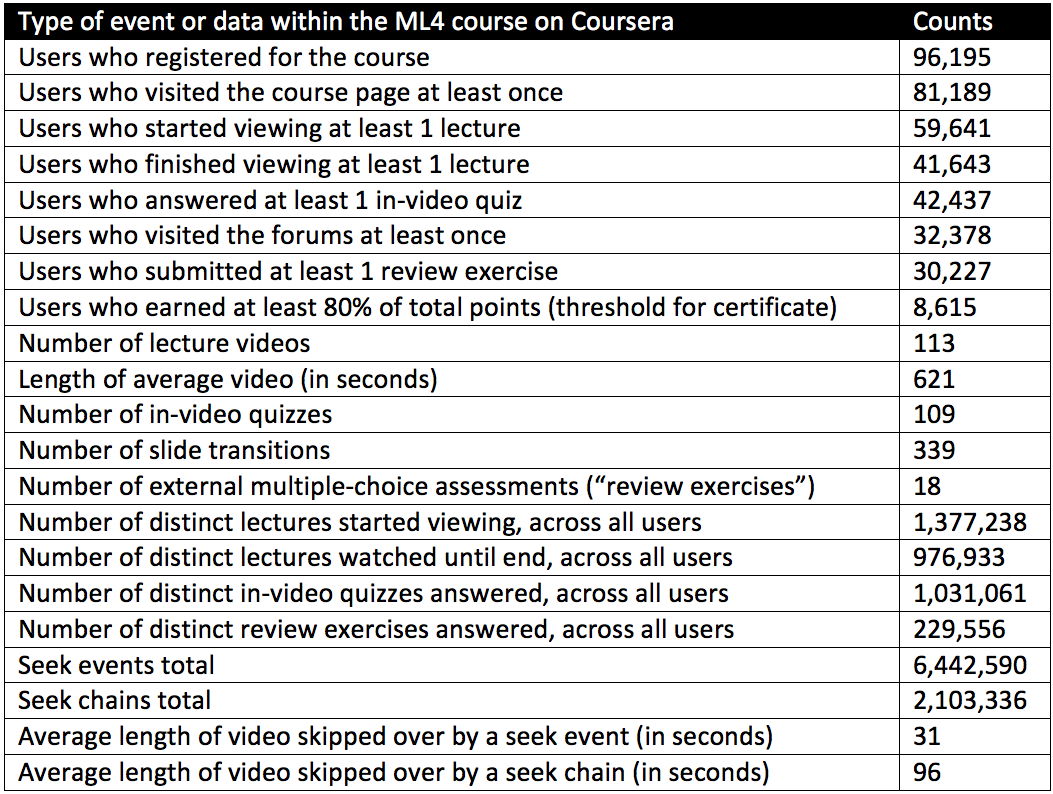 Type of event or data within the ML4 course on Coursera Counts
Users who registered for the course 96,195
Users who visited the course page at least once 81,189
Users who started viewing at least 1 lecture 59,641
Users who finished viewing at least 1 lecture 41,643
Users who answered at least 1 in-video quiz 42,437
Users who visited the forums at least once 32,378
Users who submitted at least 1 review exercise 30,227
Users who earned at least 80% of total points (threshold for certificate) 8,615
Number of lecture videos 113
Length of average video (in seconds) 621
Number of in-video quizzes 109
Number of slide transitions 339
Number of external multiple-choice assessments (“review exercises”) 18
Number of distinct lectures started viewing, across all users 1,377,238
Number of distinct lectures watched until end, across all users 976,933
Number of distinct in-video quizzes answered, across all users 1,031,061
Number of distinct review exercises answered, across all users 229,556
Seek events total 6,442,590
Seek chains total 2,103,336
Average length of video skipped over by a seek event (in seconds) 31
Average length of video skipped over by a seek chain (in seconds) 96